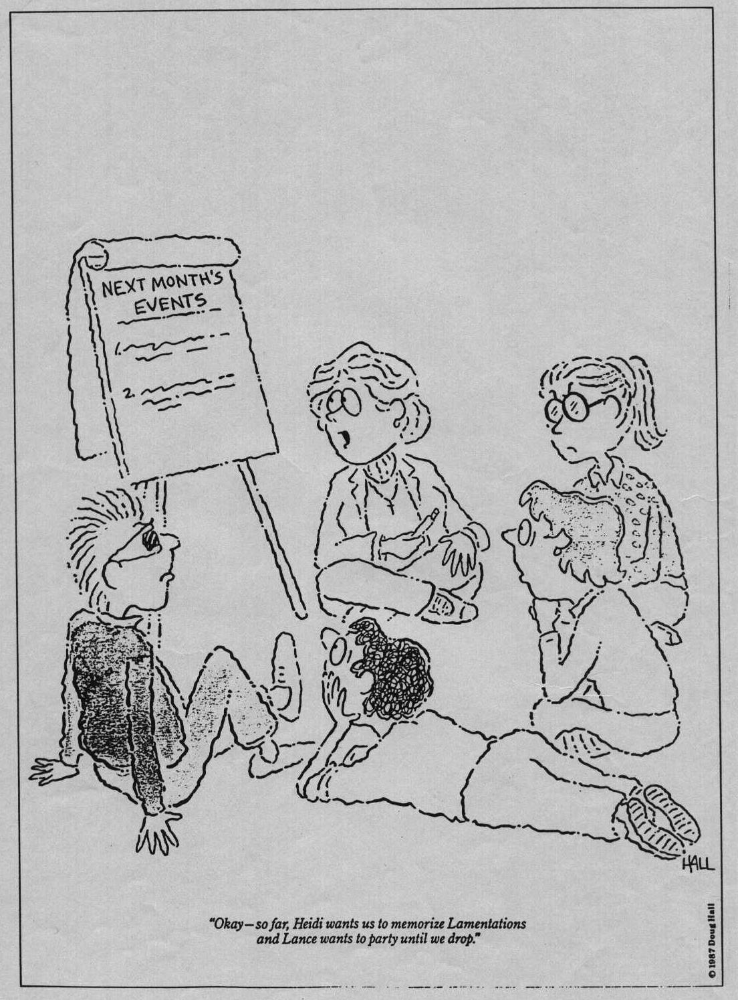 NEXT MONTH'S
EVENTS
1.
2.
HALL
"Okay—so far, Heidi wants us to memorize Lamentations
and Lance wants to party until we drop."
© 1987 Doug Hall